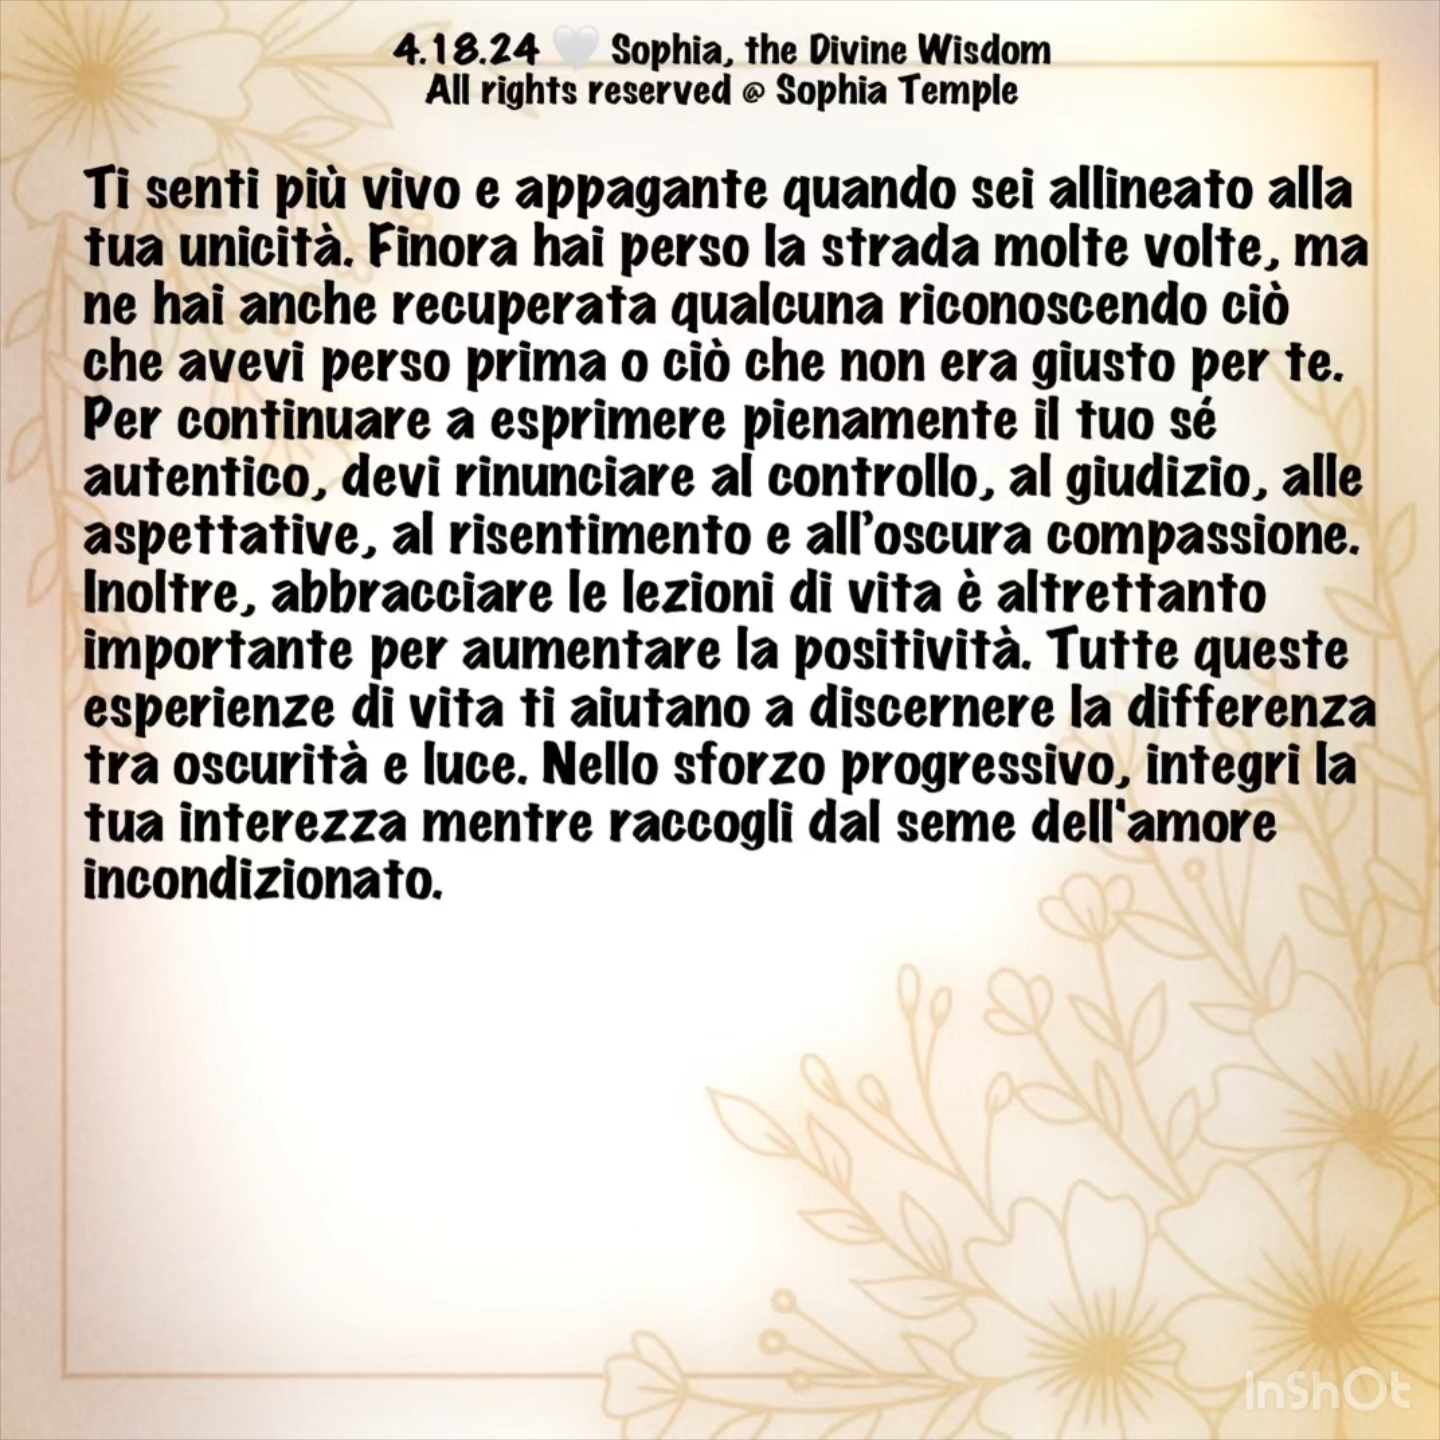 4.18.24 🤍 Sophia, the Divine Wisdom
All rights reserved @ Sophia Temple
Ti senti più vivo e appagante quando sei allineato alla
tua unicità. Finora hai perso la strada molte volte, ma
ne hai anche recuperata qualcuna riconoscendo ciò
che avevi perso prima o ciò che non era giusto per te.
Per continuare a esprimere pienamente il tuo sé
autentico, devi rinunciare al controllo, al giudizio, alle
aspettative, al risentimento e all’oscura compassione.
Inoltre, abbracciare le lezioni di vita è altrettanto
importante per aumentare la positività. Tutte queste
esperienze di vita ti aiutano a discernere la differenza
tra oscurità e luce. Nello sforzo progressivo, integri la
tua interezza mentre raccogli dal seme dell'amore
incondizionato.
InShOt